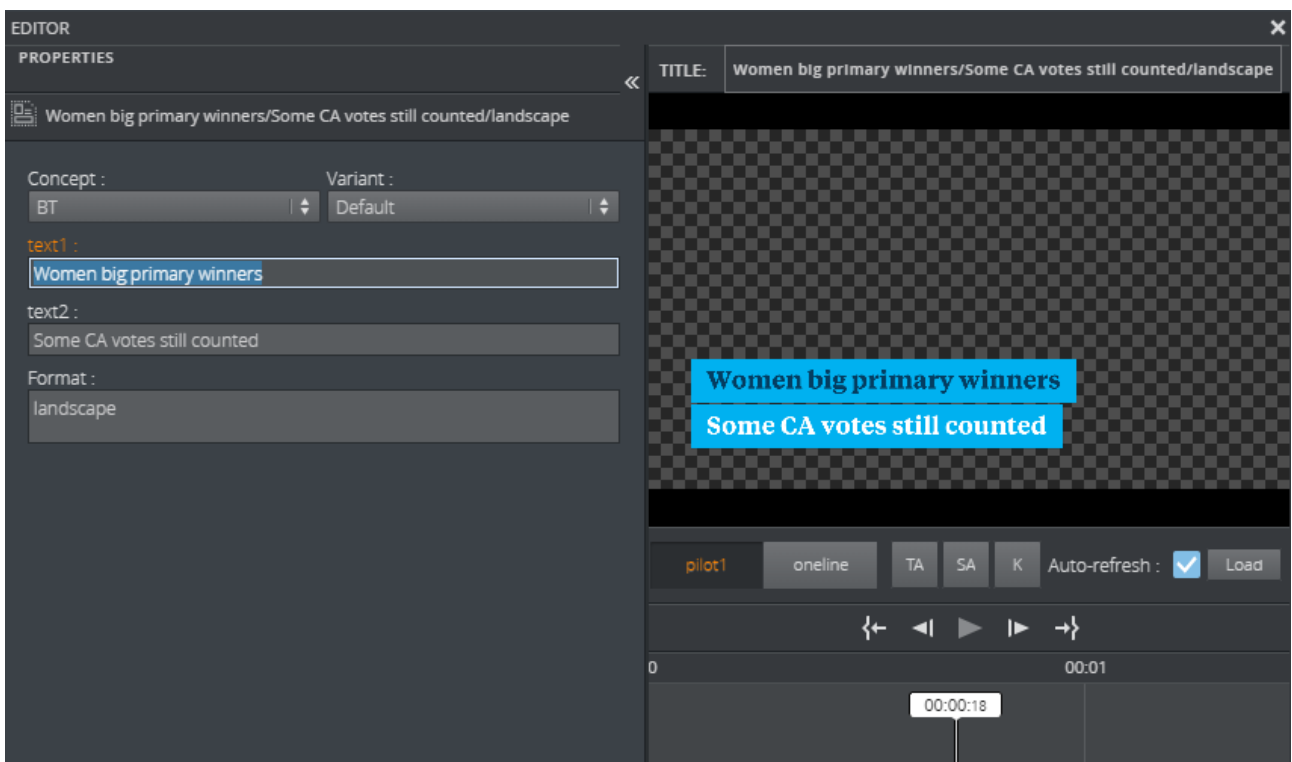 EDITOR
PROPERTIES
Women big primary winners/Some CA votes still counted/landscape
Concept :
Variant :
BT
Default
text1 :
Women big primary winners
text2 :
Some CA votes still counted
Format :
landscape
TITLE:
Women big primary winners/Some CA votes still counted/landscape
Women big primary winners
Some CA votes still counted
pilot1
oneline
TA
SA
K
Auto-refresh :
Load
0
00:01
00:00:18